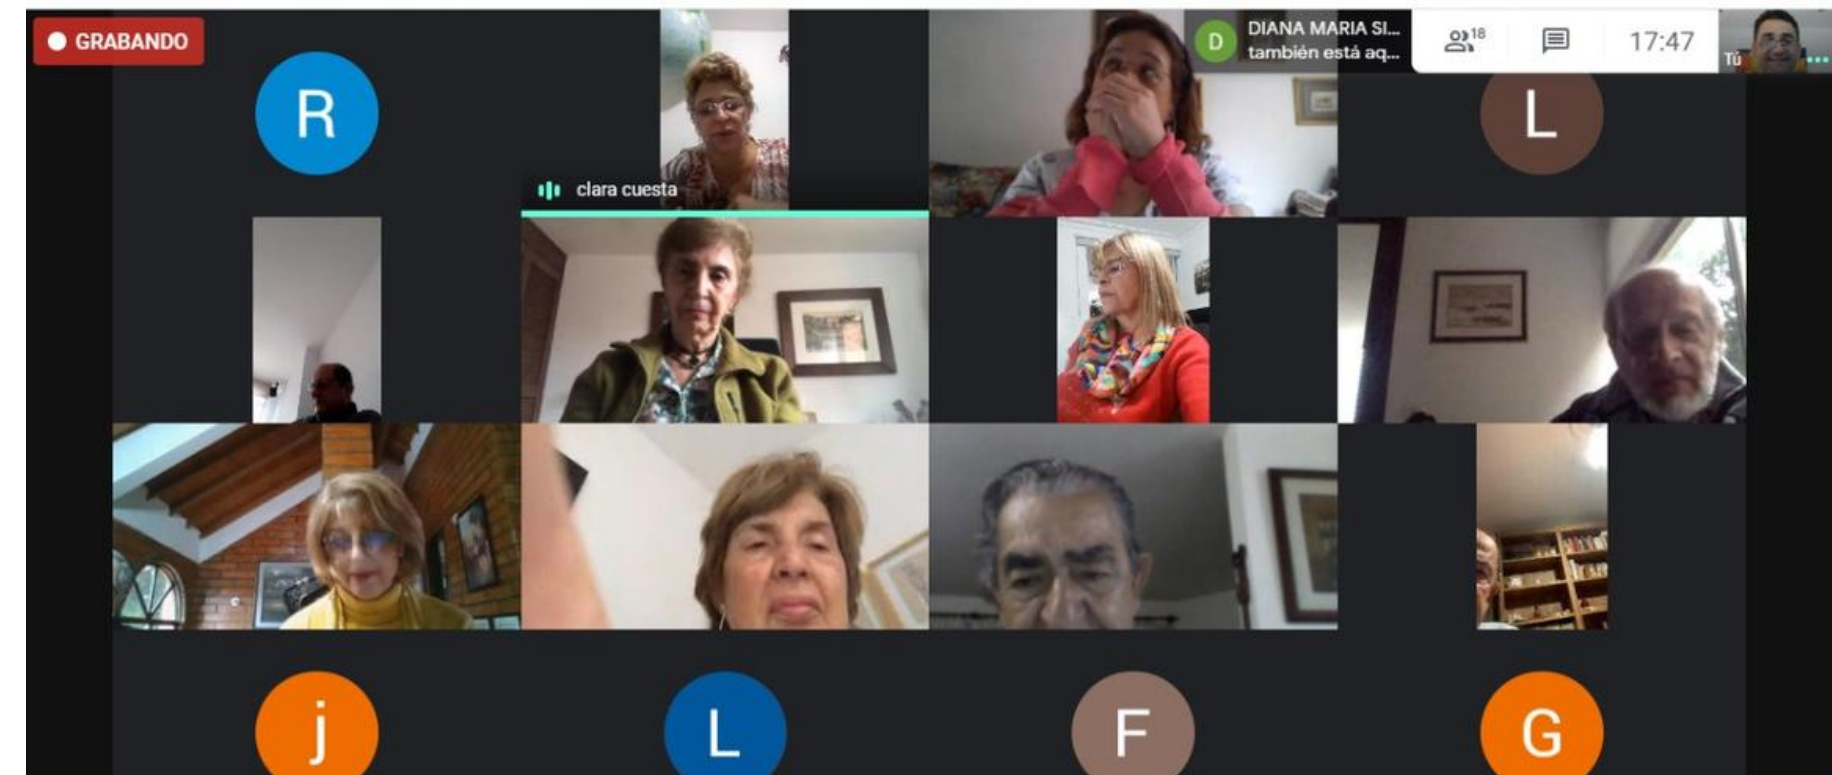 GRABANDO
R
clara cuesta
D
DIANA MARIA SI...
también está aq...
18
17:47
Tú
L
j
L
F
G